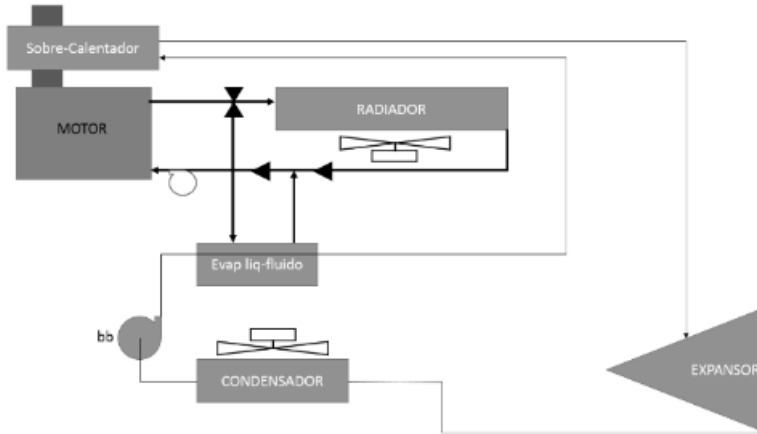 Sobre-Calentador
MOTOR
RADIADOR
Evap liq-fluido
bb
CONDENSADOR
EXPANSOR